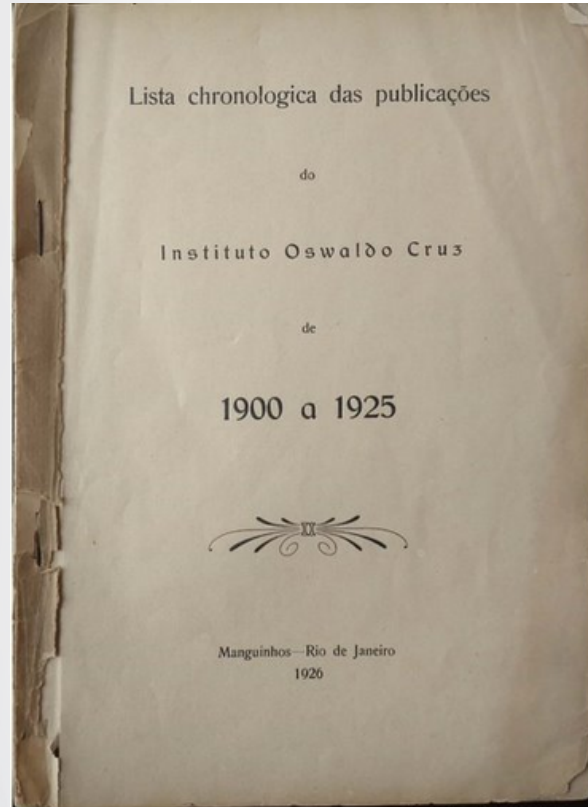 Lista chronologica das publicações
do
Instituto Oswaldo Cruz
de
1900 a 1925
Manguinhos—Rio de Janeiro
1926